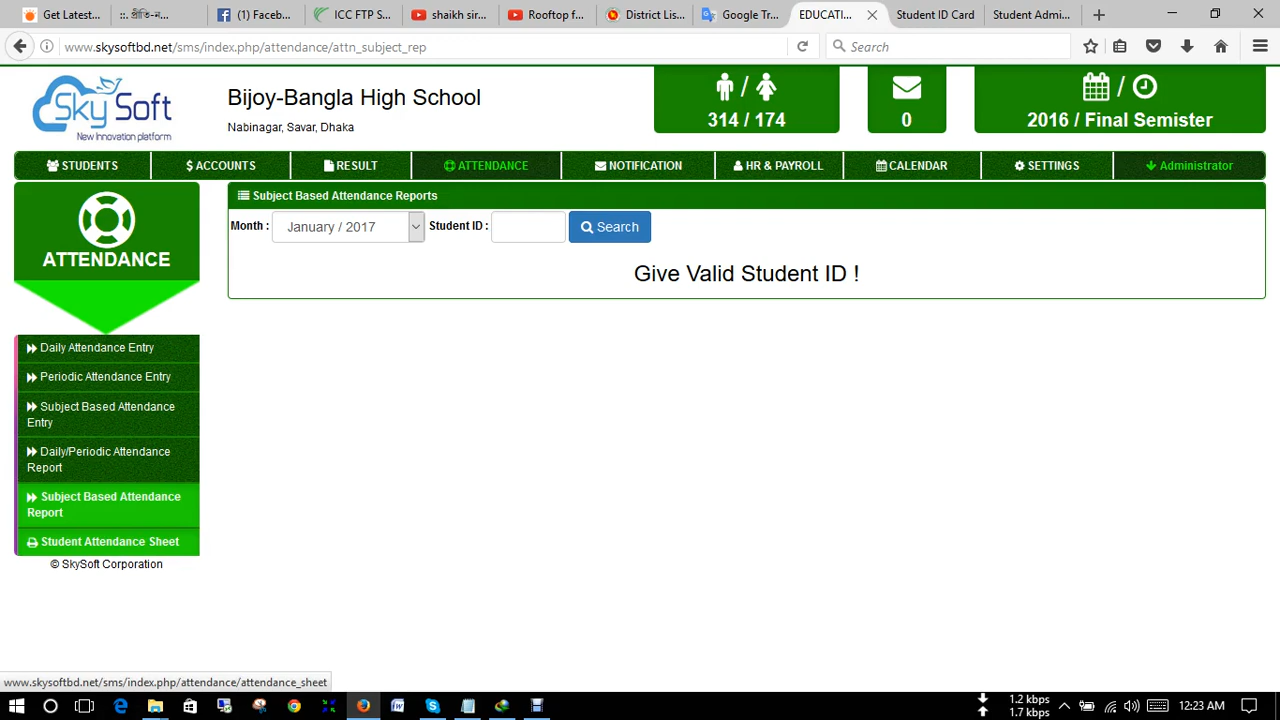 Get Latest...
::. প্রীতি-ন...
(1) Faceb...
ICC FTP S...
shaikh sir...
Rooftop f...
District Lis...
Google Tr...
EDUCATI...
Student ID Card
Student Admi...
www.skysoftbd.net/sms/index.php/attendance/attn_subject_rep
Search
Sky Soft
New Innovation platform
Bijoy-Bangla High School
Nabinagar, Savar, Dhaka
/
314 / 174
0
/
2016 / Final Semister
STUDENTS
$ ACCOUNTS
RESULT
ATTENDANCE
NOTIFICATION
HR & PAYROLL
CALENDAR
SETTINGS
Administrator
ATTENDANCE
Subject Based Attendance Reports
Month : January / 2017 Student ID : Search
Give Valid Student ID !
Daily Attendance Entry
Periodic Attendance Entry
Subject Based Attendance
Entry
Daily/Periodic Attendance
Report
Subject Based Attendance
Report
Student Attendance Sheet
© SkySoft Corporation
www.skysoftbd.net/sms/index.php/attendance/attendance_sheet
1.2 kbps
1.7 kbps
12:23 AM